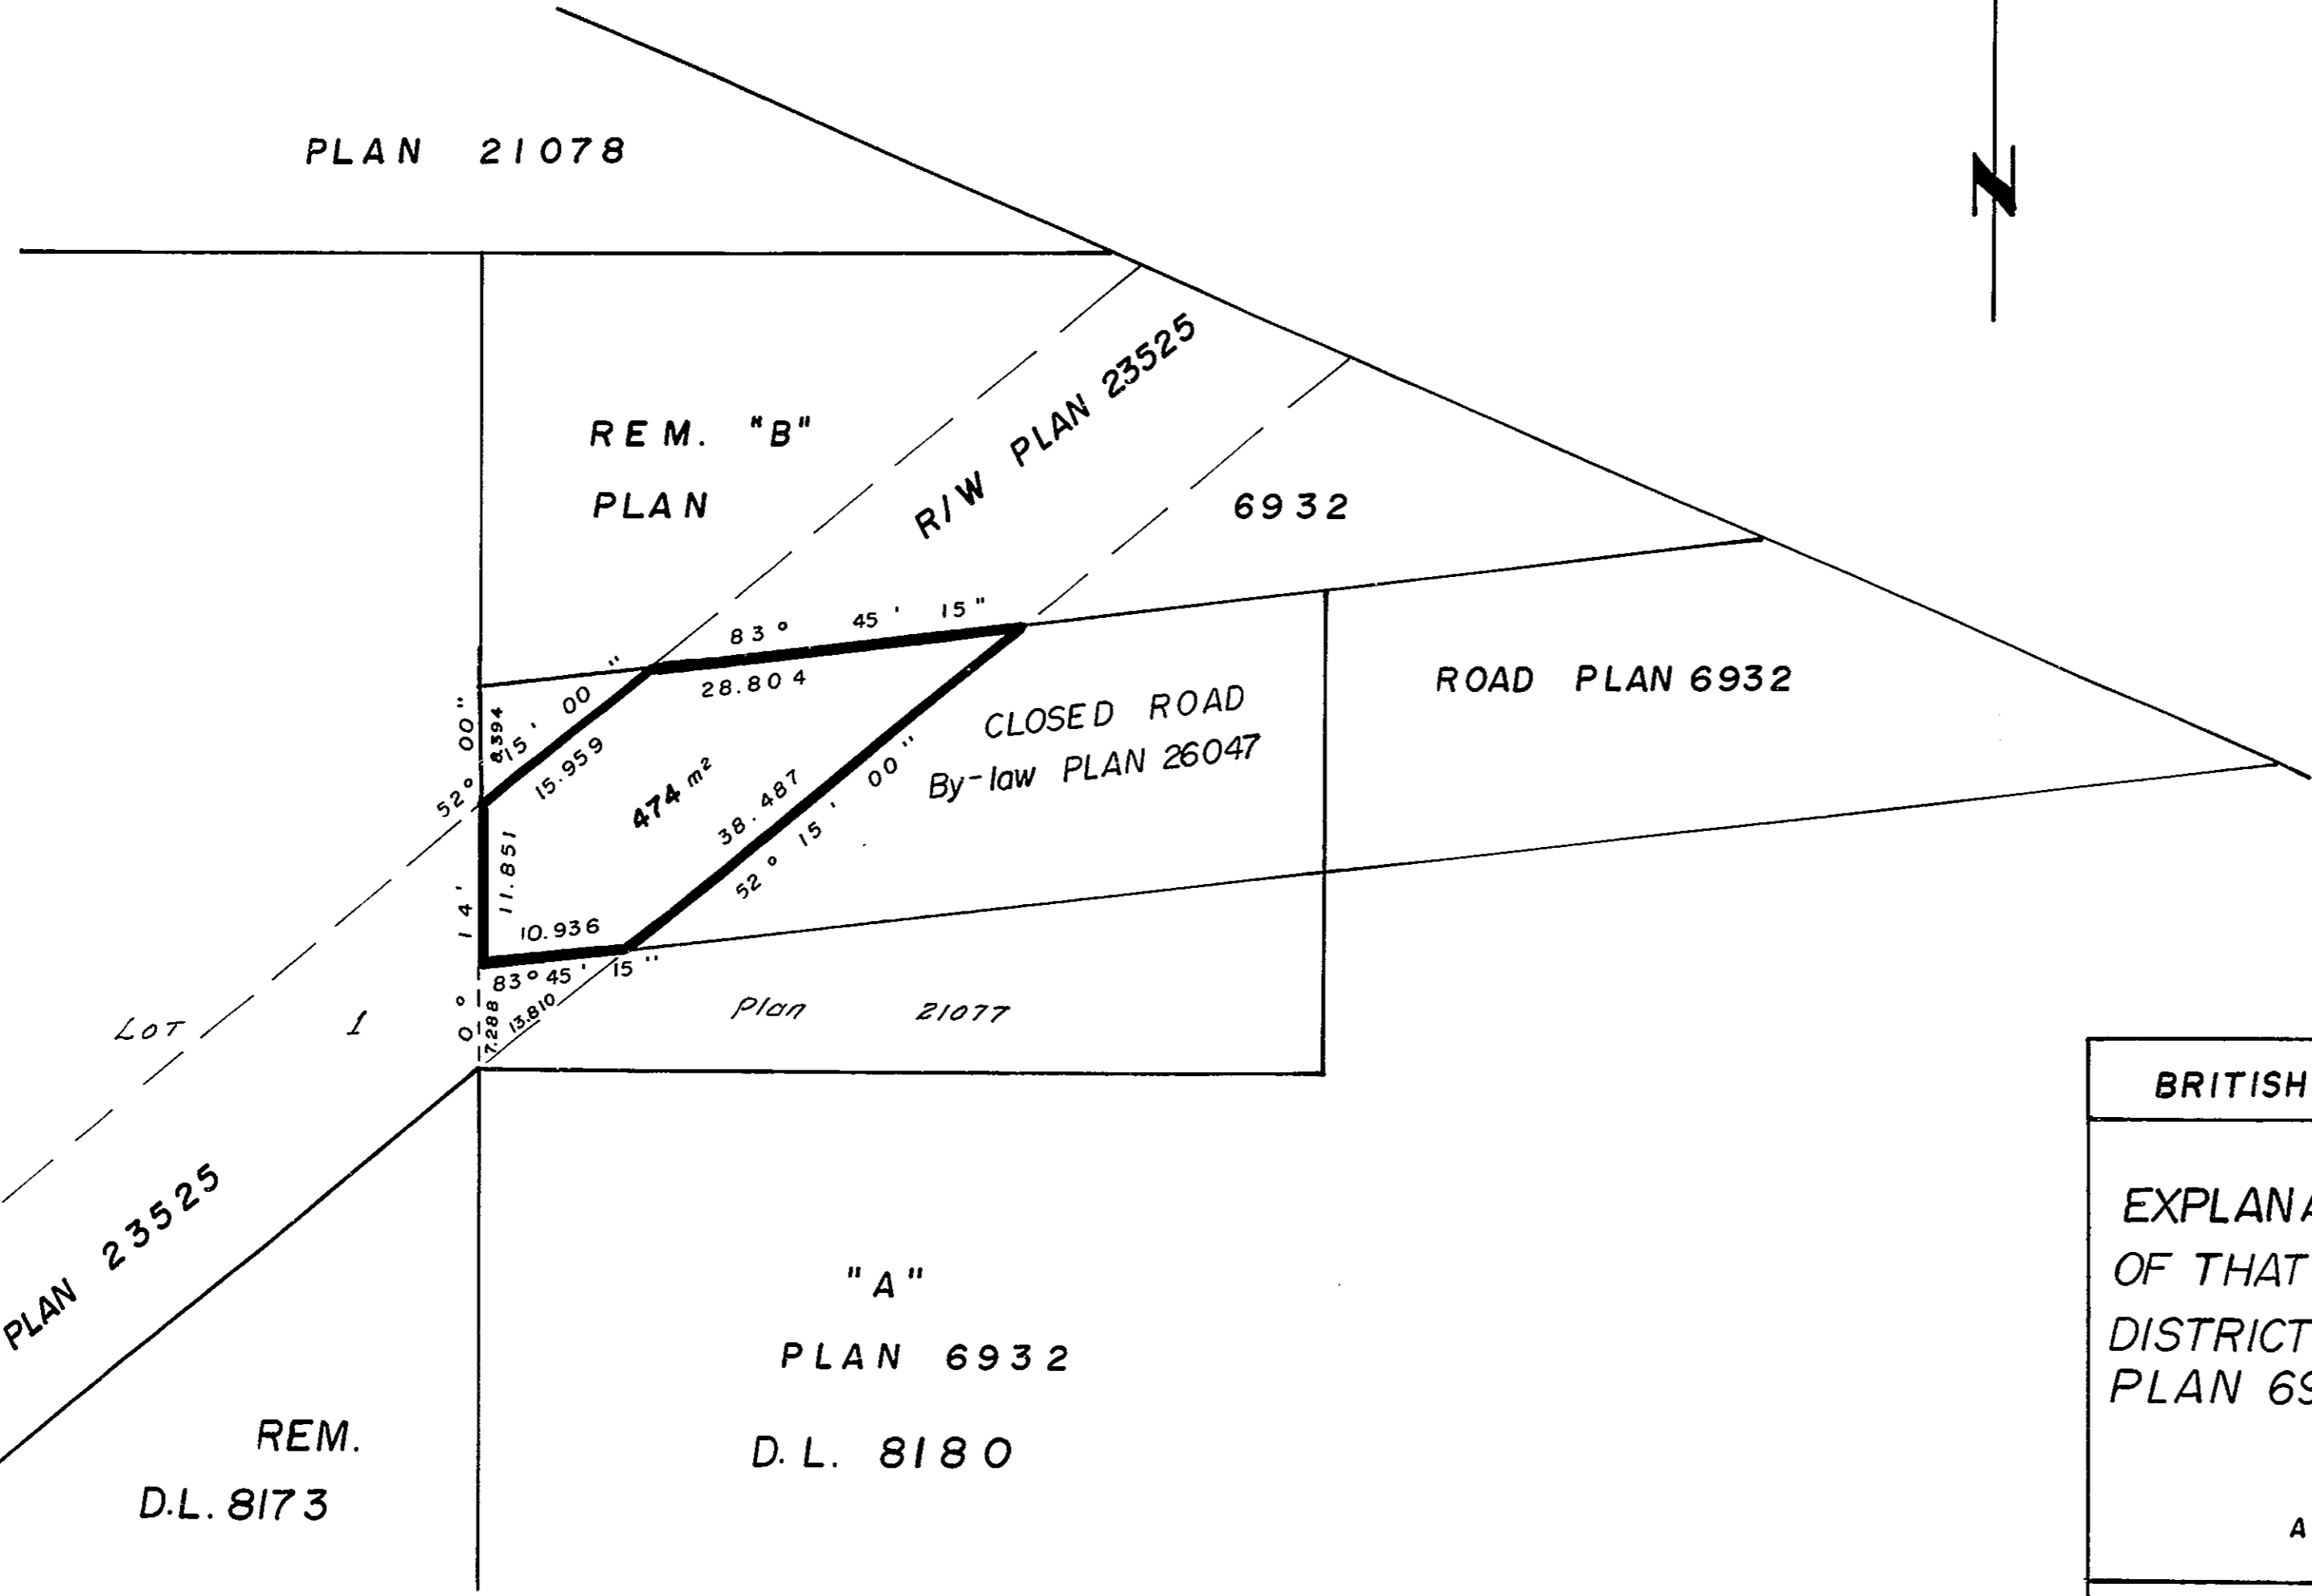 PLAN 21078
N
REM. "B"
PLAN
R/W PLAN 23525
6932
83° 45' 15"
28.804
ROAD PLAN 6932
CLOSED ROAD
By-law PLAN 26047
0° 14' 00"
8.394
52° 15' 00"
15.959
474 m²
38.487
52° 15' 00"
11.851
10.936
83° 45' 15"
7.288
13.810
Lot 1
Plan 21077
PLAN 23525
"A"
PLAN 6932
D.L. 8180
REM.
D.L. 8173
BRITISH
EXPLANA
OF THAT
DISTRICT
PLAN 69
A